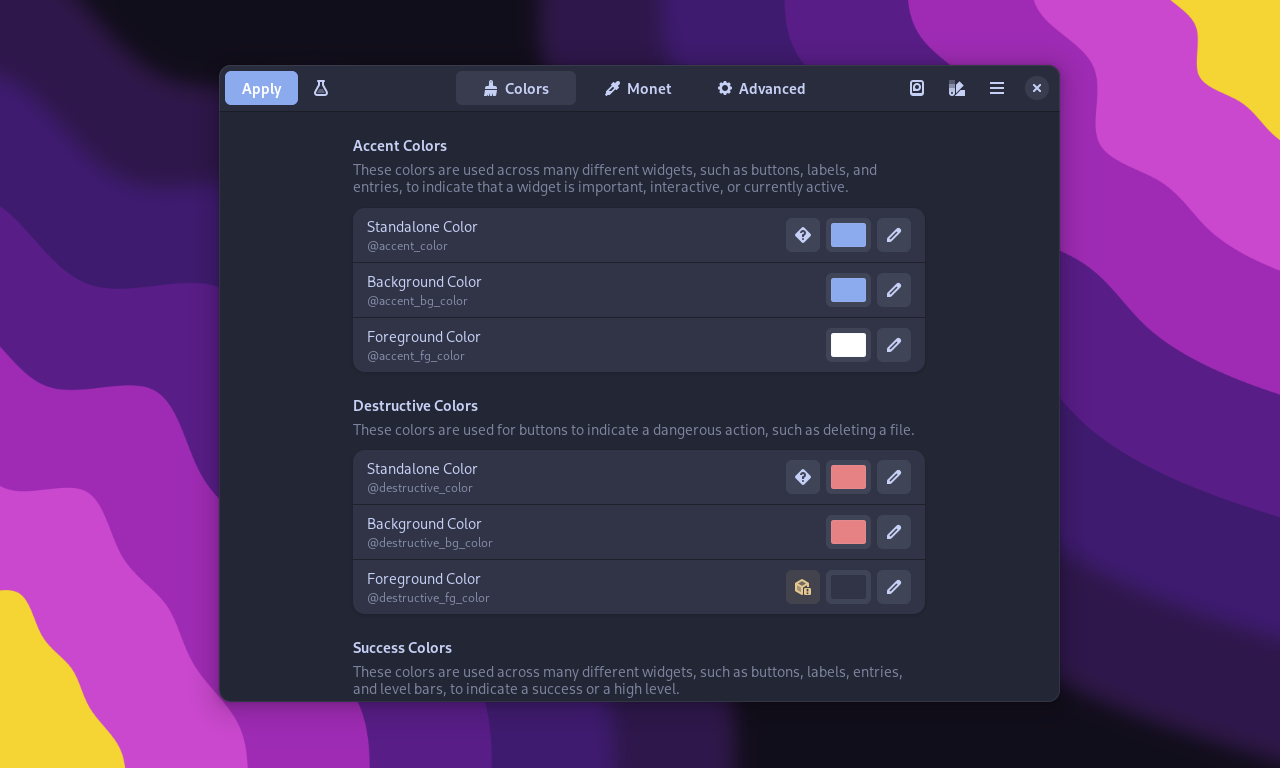 Apply
Colors
Monet
Advanced
Accent Colors
These colors are used across many different widgets, such as buttons, labels, and
entries, to indicate that a widget is important, interactive, or currently active.
Standalone Color
@accent_color
Background Color
@accent_bg_color
Foreground Color
@accent_fg_color
Destructive Colors
These colors are used for buttons to indicate a dangerous action, such as deleting a file.
Standalone Color
@destructive_color
Background Color
@destructive_bg_color
Foreground Color
@destructive_fg_color
Success Colors
These colors are used across many different widgets, such as buttons, labels, entries,
and level bars, to indicate a success or a high level.